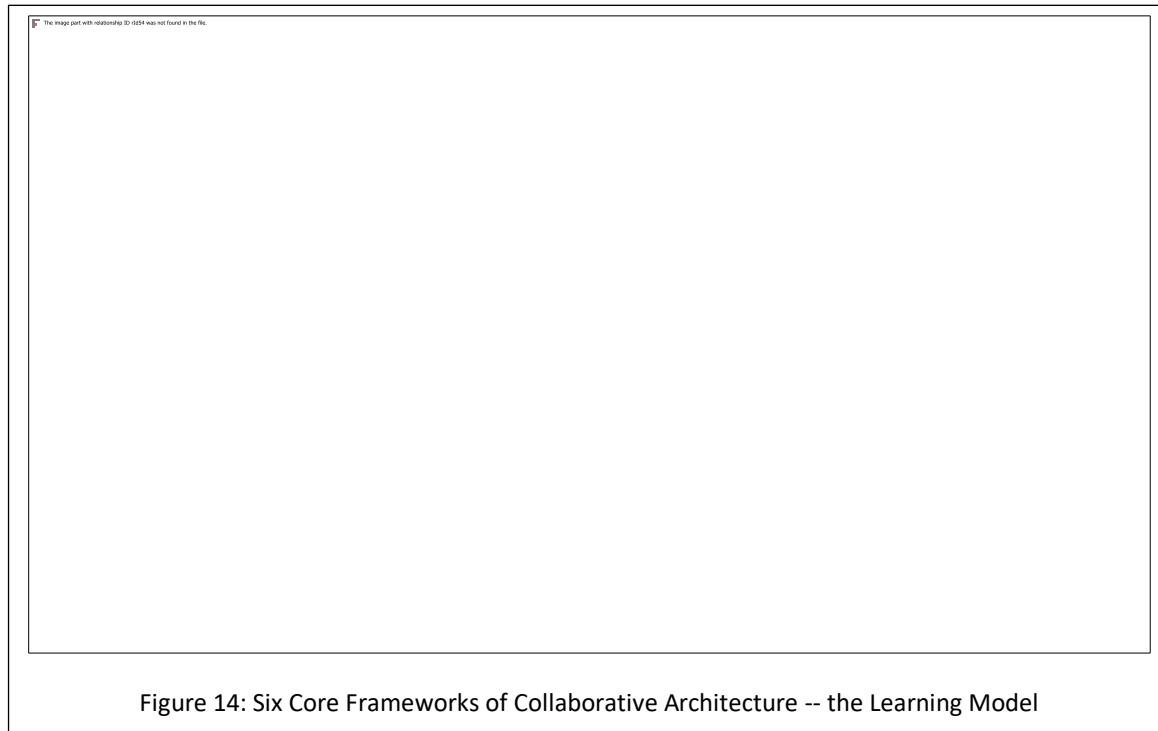 The image part with relationship ID rId54 was not found in the file.
Figure 14: Six Core Frameworks of Collaborative Architecture -- the Learning Model